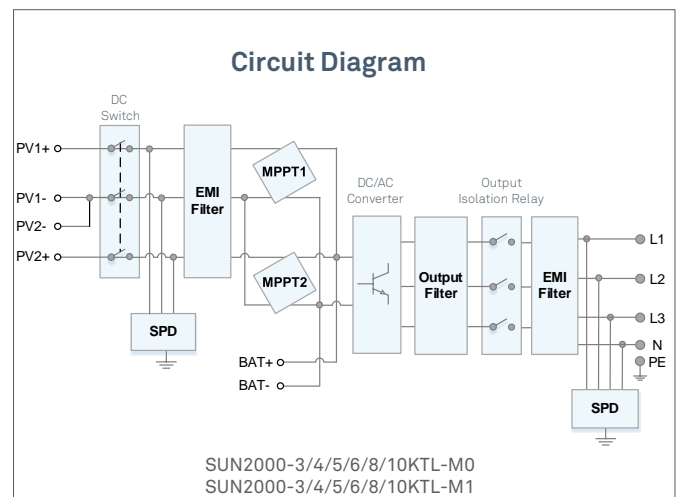 Circuit Diagram
DC
Switch
PV1+
PV1-
PV2-
PV2+
EMI
Filter
SPD
MPPT1
MPPT2
BAT+
BAT-
DC/AC
Converter
Output
Filter
Output
Isolation Relay
EMI
Filter
L1
L2
L3
N
PE
SPD
SUN2000-3/4/5/6/8/10KTL-M0
SUN2000-3/4/5/6/8/10KTL-M1